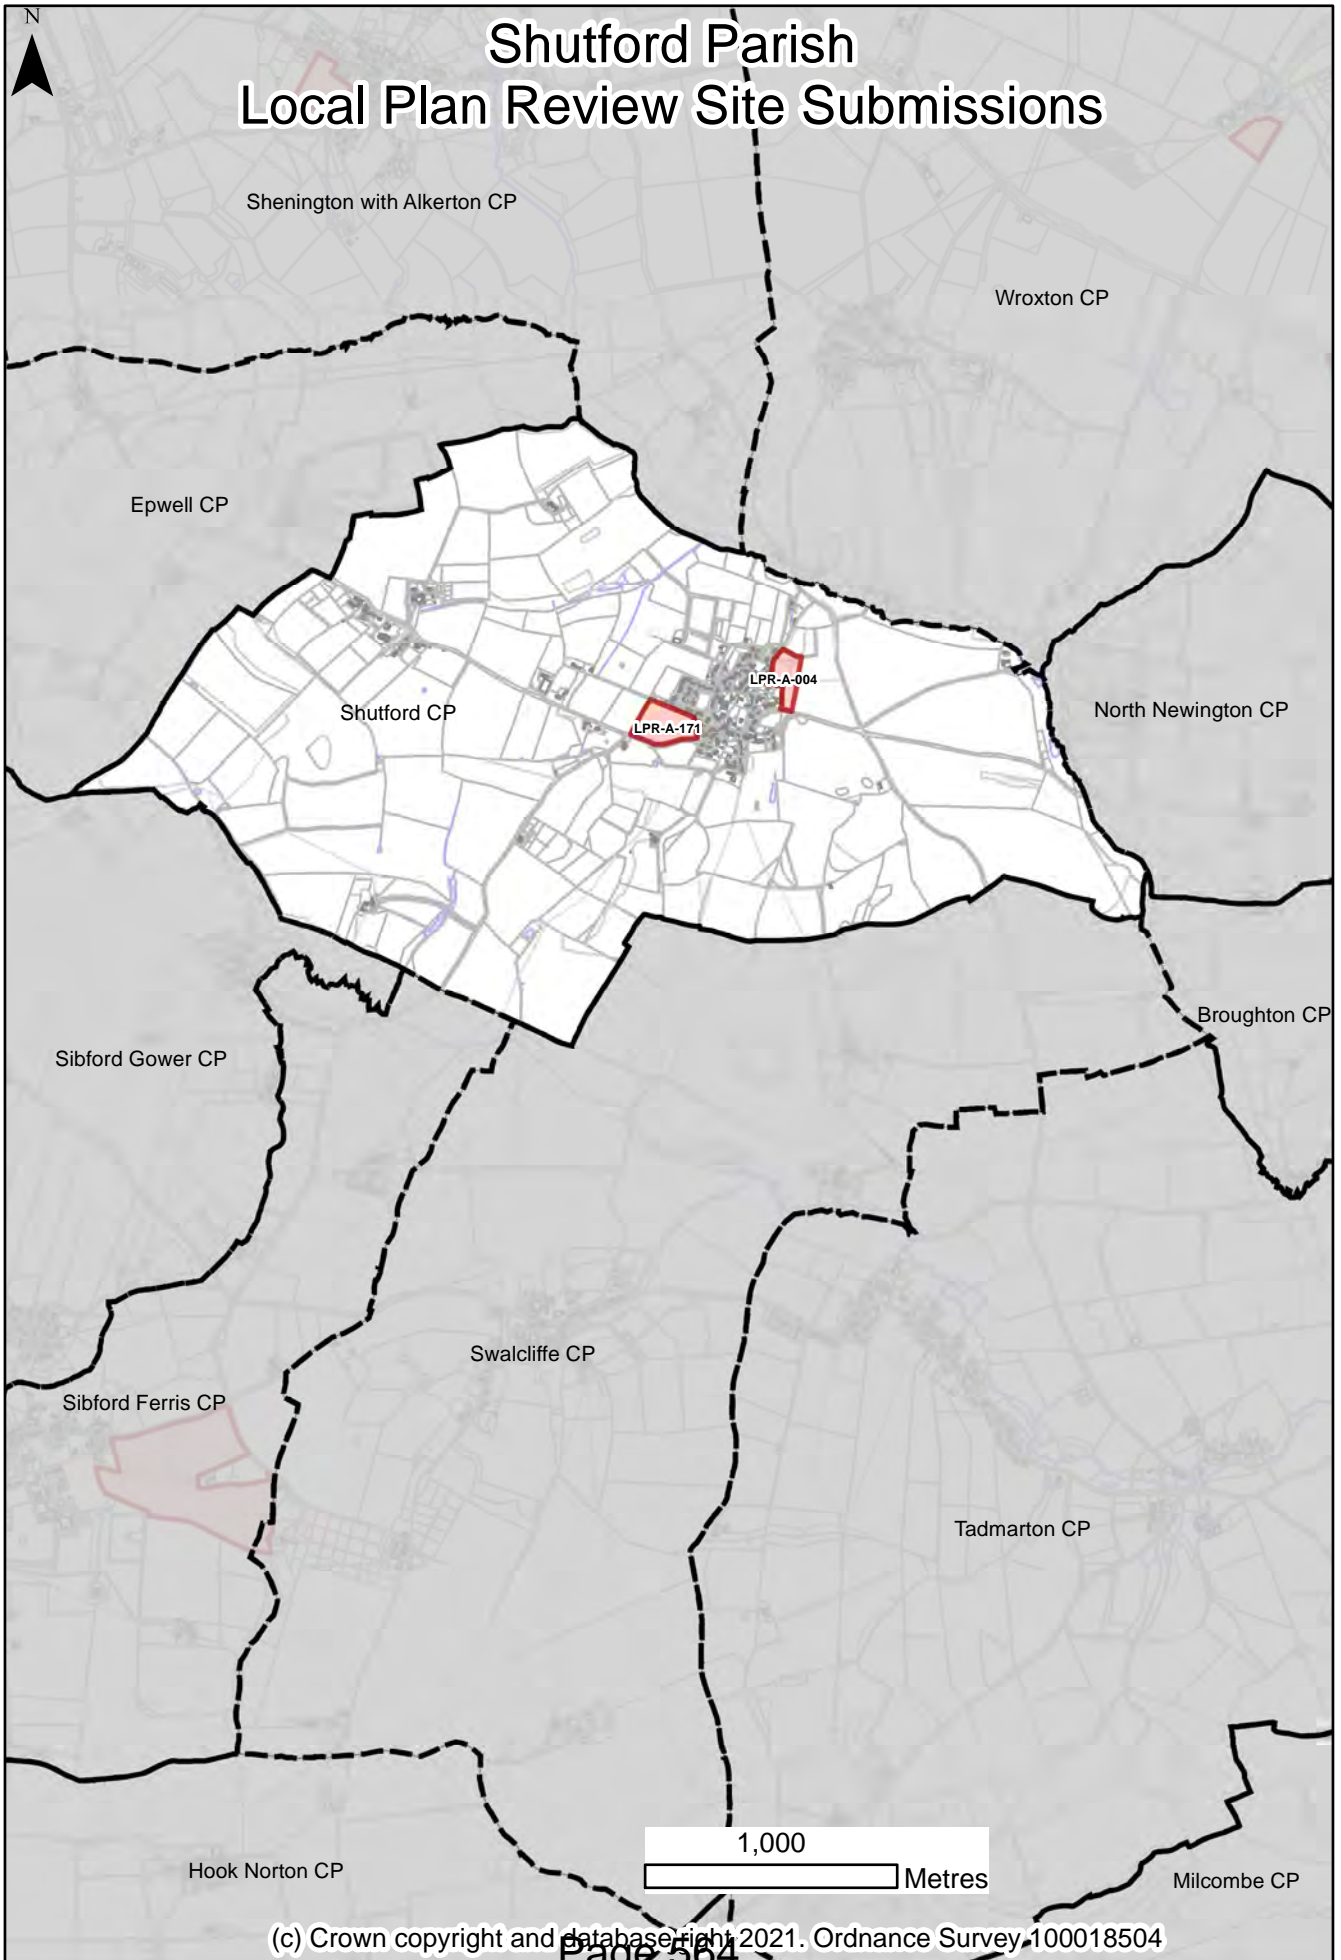 N
Shutford Parish
Local Plan Review Site Submissions
Shenington with Alkerton CP
Wroxton CP
Epwell CP
LPR-A-004
Shutford CP
North Newington CP
LPR-A-171
Broughton CP
Sibford Gower CP
Swalcliffe CP
Sibford Ferris CP
Tadmarton CP
1,000
Metres
Hook Norton CP
Milcombe CP
(c) Crown copyright and database right 2021. Ordnance Survey 100018504
Page 564